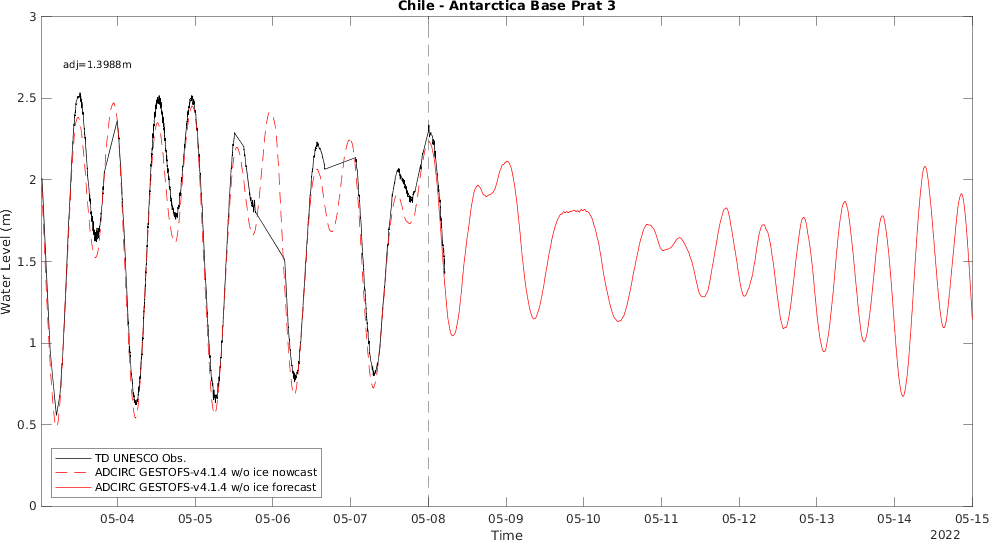 Chile - Antarctica Base Prat 3
adj=1.3988m
Water Level (m)
3
2.5
2
1.5
1
0.5
0
TD UNESCO Obs.
ADCIRC GESTOFS-v4.1.4 w/o ice nowcast
ADCIRC GESTOFS-v4.1.4 w/o ice forecast
05-04 05-05 05-06 05-07 05-08 05-09 05-10 05-11 05-12 05-13 05-14 05-15
Time
2022